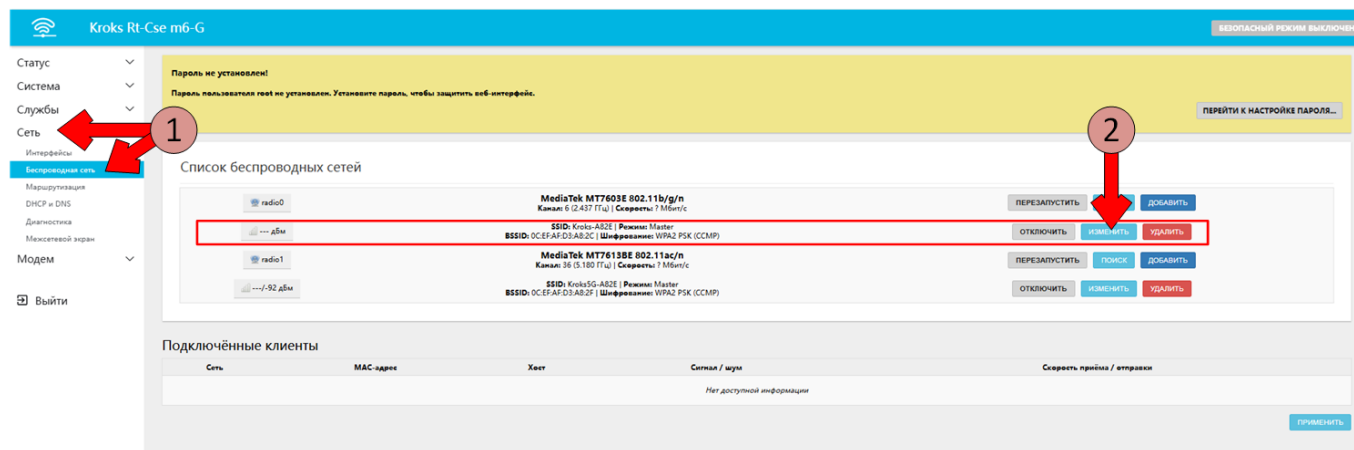 Kroks Rt-Cse m6-G
БЕЗОПАСНЫЙ РЕЖИМ ВЫКЛЮЧЕН
Статус
Система
Службы
Сеть
Интерфейсы
Беспроводная сеть
Маршрутизация
DHCP и DNS
Диагностика
Межсетевой экран
Модем
Выйти
1
Пароль не установлен!
Пароль пользователя root не установлен. Установите пароль, чтобы защитить веб-интерфейс.
ПЕРЕЙТИ К НАСТРОЙКЕ ПАРОЛЯ...
2
Список беспроводных сетей
radio0
MediaTek MT7603E 802.11b/g/n
Канал: 6 (2.437 ГГц) | Скорость: ? Мбит/с
ПЕРЕЗАПУСТИТЬ ДОБАВИТЬ
--- дБм
SSID: Kroks-A82E | Режим: Master
BSSID: 0C:EF:AF:D3:A8:2C | Шифрование: WPA2 PSK (CCMP)
ОТКЛЮЧИТЬ ИЗМЕНИТЬ УДАЛИТЬ
radio1
MediaTek MT7613BE 802.11ac/n
Канал: 36 (5.180 ГГц) | Скорость: ? Мбит/с
ПЕРЕЗАПУСТИТЬ ПОИСК ДОБАВИТЬ
---/-92 дБм
SSID: Kroks5G-A82E | Режим: Master
BSSID: 0C:EF:AF:D3:A8:2F | Шифрование: WPA2 PSK (CCMP)
ОТКЛЮЧИТЬ ИЗМЕНИТЬ УДАЛИТЬ
Подключённые клиенты
Сеть MAC-адрес Хост Сигнал / шум Скорость приёма / отправки
Нет доступной информации
ПРИМЕНИТЬ